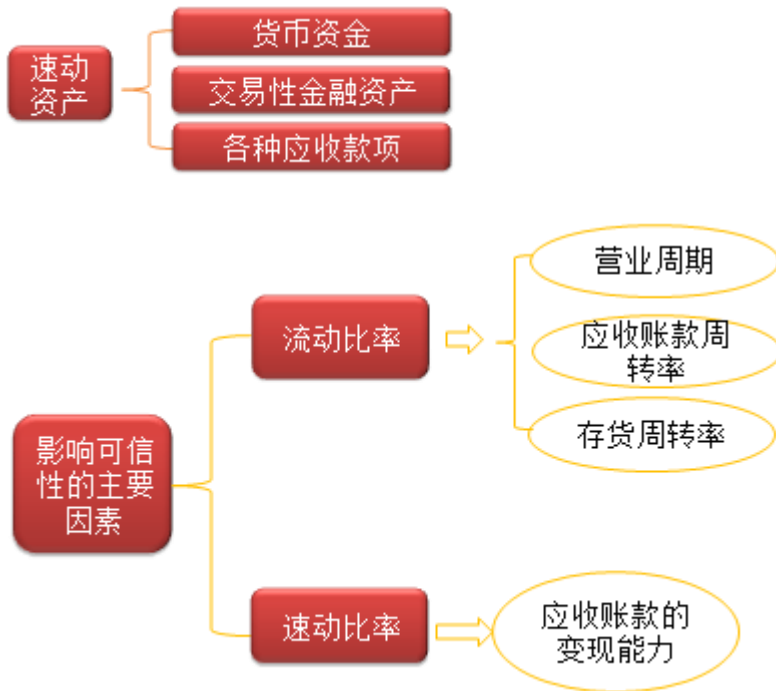 货币资金
速动
资产
交易性金融资产
各种应收款项
营业周期
流动比率
应收账款周
转率
存货周转率
影响可信
性的主要
因素
速动比率
应收账款的
变现能力